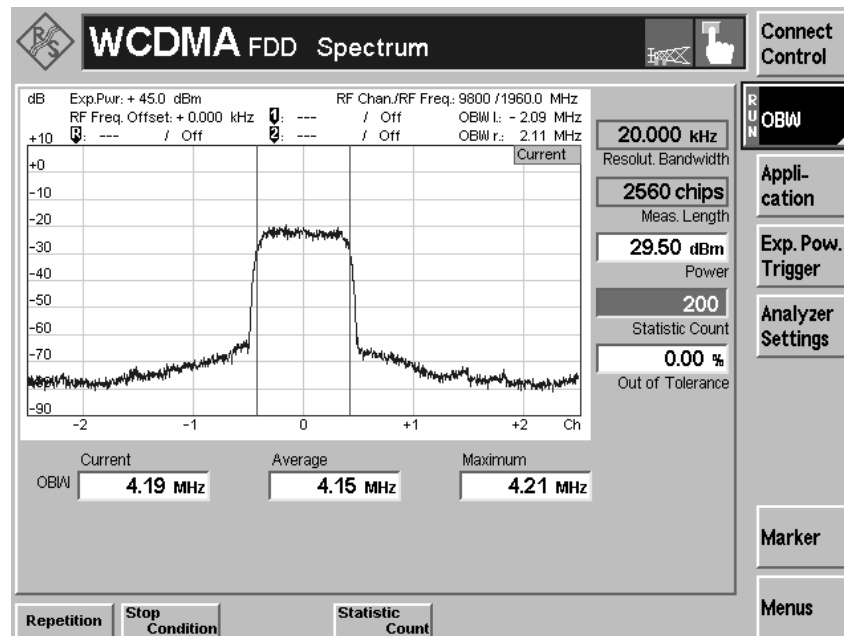 R&S
WCDMA FDD Spectrum
Connect Control
dB Exp.Pwr: + 45.0 dBm RF Chan./RF Freq.: 9800 / 1960.0 MHz
RF Freq. Offset: + 0.000 kHz 1: --- / Off OBW l.: - 2.09 MHz
+10 R: --- / Off 2: --- / Off OBW r.: 2.11 MHz
Current
+0
-10
-20
-30
-40
-50
-60
-70
-90
-2 -1 0 +1 +2 Ch
20.000 kHz
Resolut. Bandwidth
2560 chips
Meas. Length
29.50 dBm
Power
200
Statistic Count
0.00 %
Out of Tolerance
Current Average Maximum
OBW 4.19 MHz 4.15 MHz 4.21 MHz
RUN
OBW
Appli-
cation
Exp. Pow.
Trigger
Analyzer
Settings
Marker
Menus
Repetition
Stop
Condition
Statistic
Count